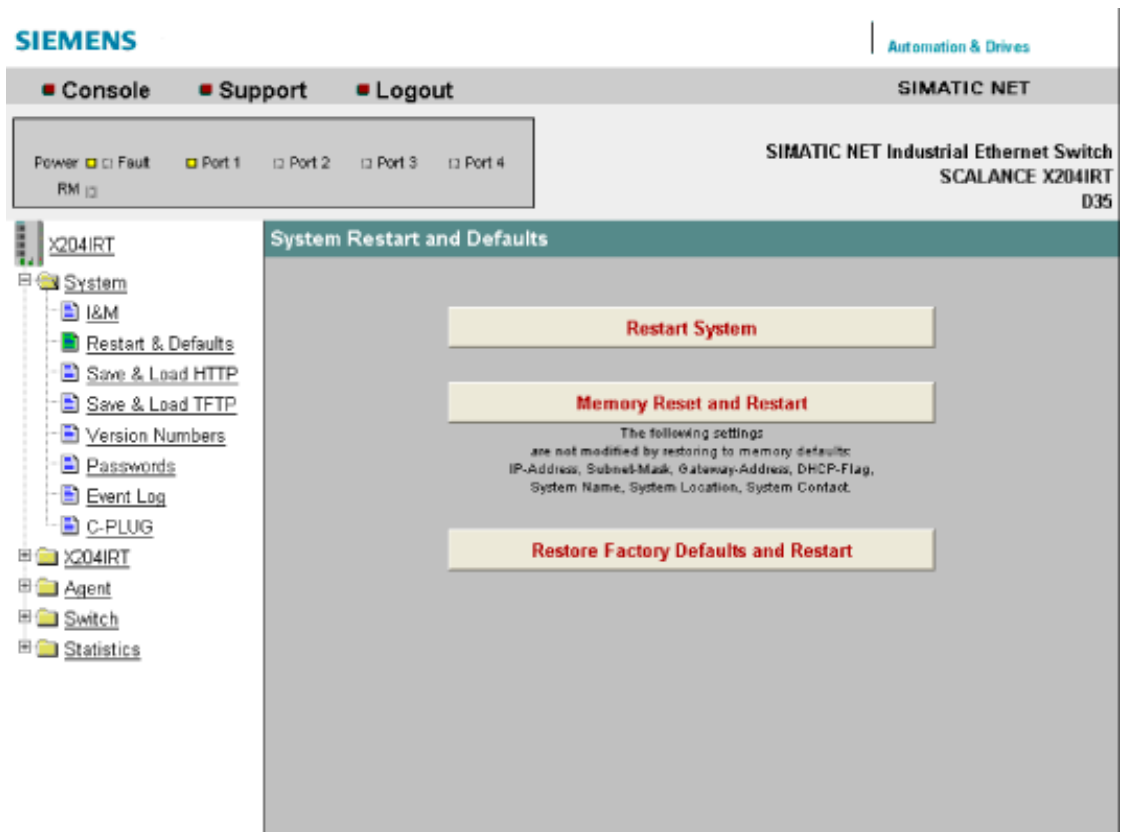 SIEMENS
Automation & Drives
Console Support Logout SIMATIC NET
Power Fault Port 1 Port 2 Port 3 Port 4
RM
SIMATIC NET Industrial Ethernet Switch
SCALANCE X204IRT
D35
X204IRT
System
I&M
Restart & Defaults
Save & Load HTTP
Save & Load TFTP
Version Numbers
Passwords
Event Log
C-PLUG
X204IRT
Agent
Switch
Statistics
System Restart and Defaults
Restart System
Memory Reset and Restart
The following settings
are not modified by restoring to memory defaults:
IP-Address, Subnet-Mask, Gateway-Address, DHCP-Flag,
System Name, System Location, System Contact.
Restore Factory Defaults and Restart